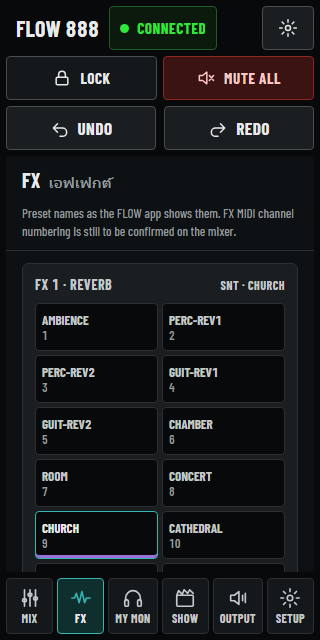 FLOW 888
CONNECTED
LOCK
MUTE ALL
UNDO
REDO
FX เอฟเฟกต์
Preset names as the FLOW app shows them. FX MIDI channel
numbering is still to be confirmed on the mixer.
FX 1 · REVERB
SNT · CHURCH
AMBIENCE
1
PERC-REV1
2
PERC-REV2
3
GUIT-REV1
4
GUIT-REV2
5
CHAMBER
6
ROOM
7
CONCERT
8
CHURCH
9
CATHEDRAL
10
MIX
FX
MY MON
SHOW
OUTPUT
SETUP